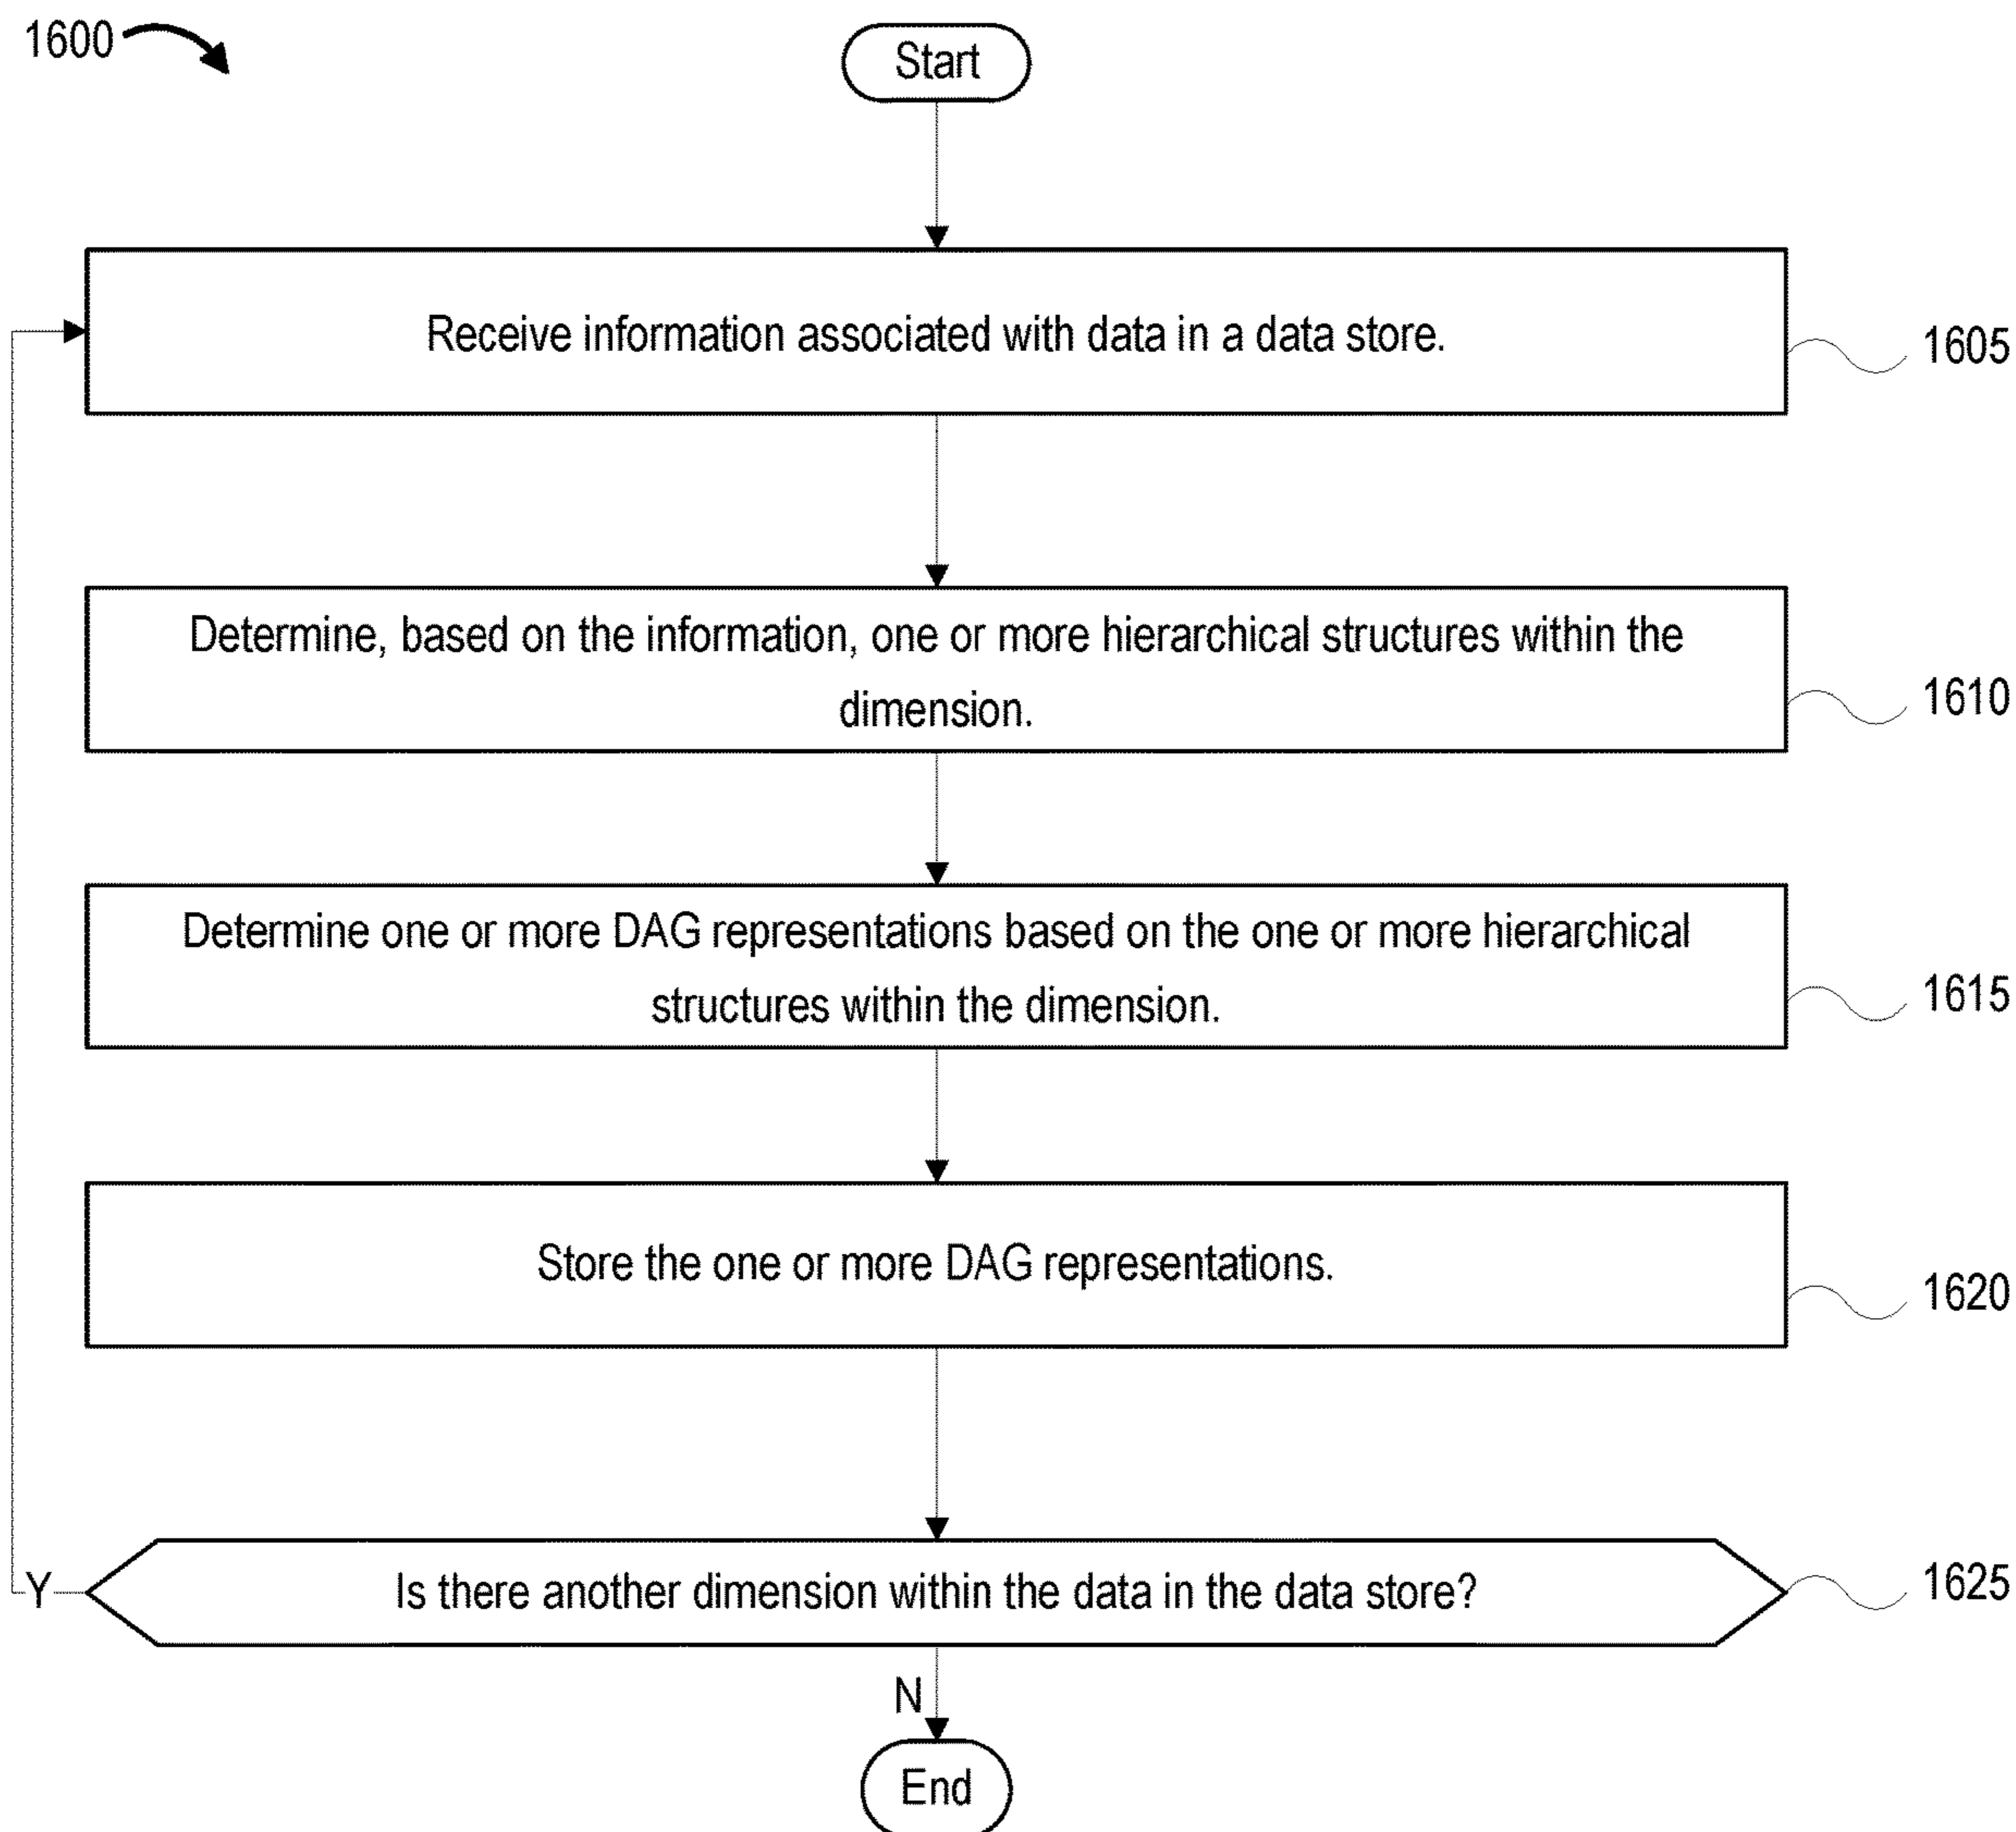 1600
Start
Receive information associated with data in a data store.
1605
Determine, based on the information, one or more hierarchical structures within the
dimension.
1610
Determine one or more DAG representations based on the one or more hierarchical
structures within the dimension.
1615
Store the one or more DAG representations.
1620
Is there another dimension within the data in the data store?
1625
Y
N
End